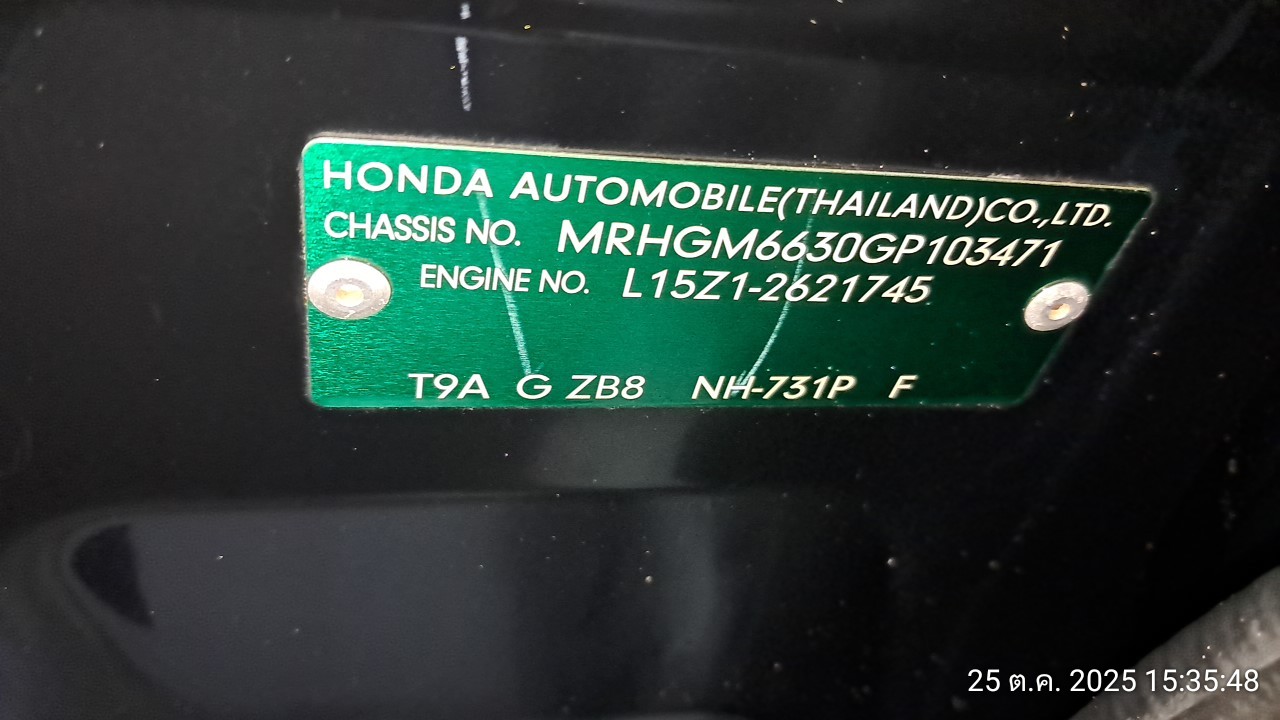 HONDA AUTOMOBILE(THAILAND)CO.,LTD.
CHASSIS NO. MRHGM6630GP103471
ENGINE NO. L15Z1-2621745
T9A G ZB8 NH-731P F
25 ต.ค. 2025 15:35:48